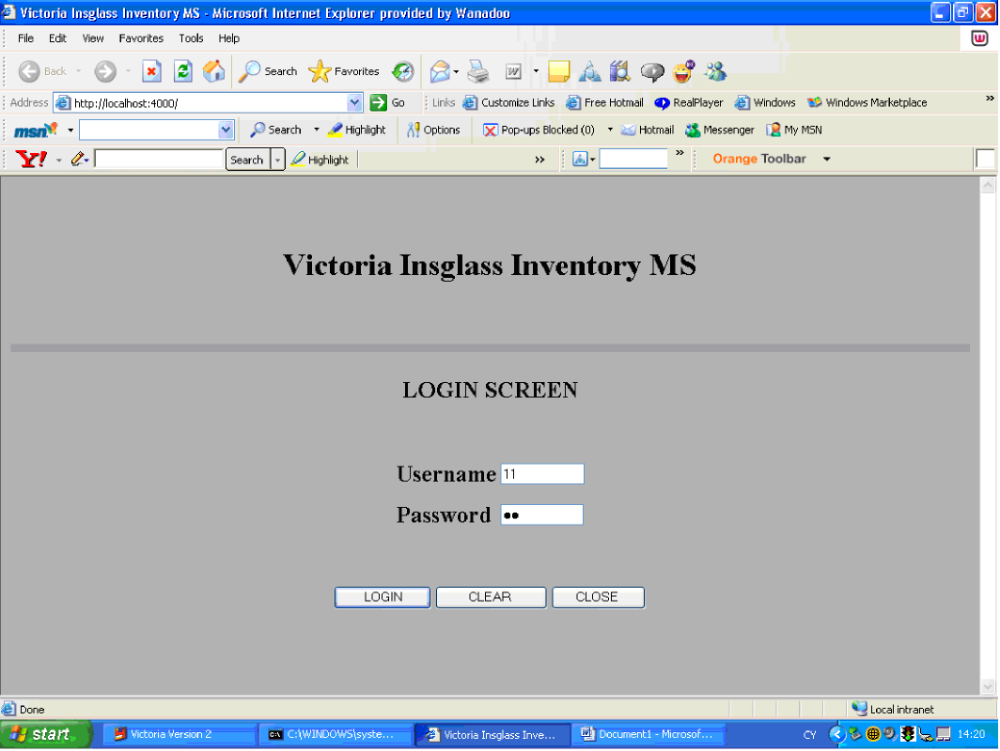 Victoria Insglass Inventory MS - Microsoft Internet Explorer provided by Wanadoo
File Edit View Favorites Tools Help
Back Search Favorites
Address http://localhost:4000/ Go Links Customize Links Free Hotmail RealPlayer Windows Windows Marketplace »
msn Search Highlight Options Pop-ups Blocked (0) Hotmail Messenger My MSN
Y! Search Highlight » » Orange Toolbar
Victoria Insglass Inventory MS
LOGIN SCREEN
Username 11
Password ●●
LOGIN CLEAR CLOSE
Done Local intranet
start Victoria Version 2 C:\WINDOWS\syste... Victoria Insglass Inve... Document1 - Microsof... CY 14:20